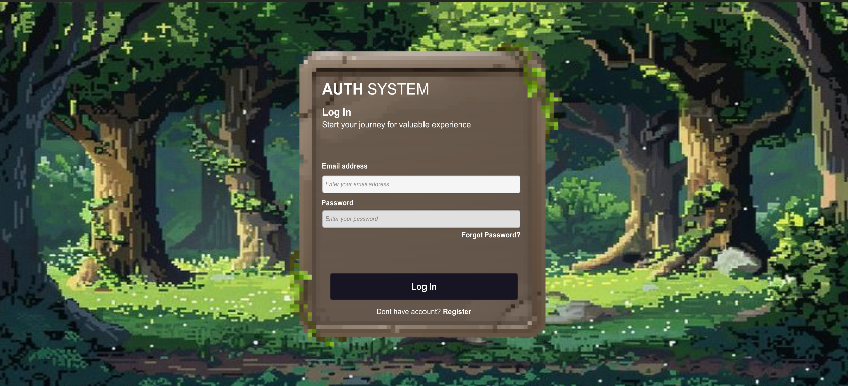 AUTH SYSTEM
Log In
Start your journey for valuable experience
Email address
Enter your email address
Password
Enter your password
Forgot Password?
Log In
Dont have account? Register